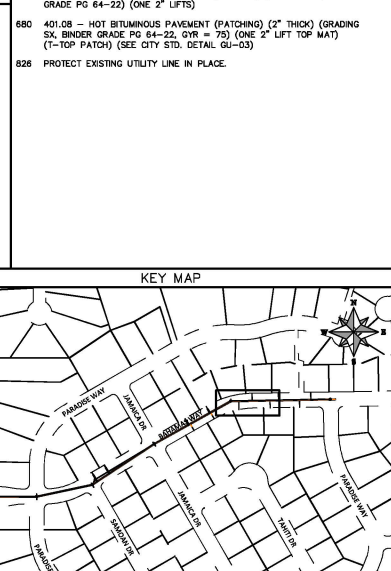 GRADE PG 64-22) (ONE 2" LIFTS)
680 401.08 - HOT BITUMINOUS PAVEMENT (PATCHING) (2" THICK) (GRADING
SX, BINDER GRADE PG 64-22, GYR = 75) (ONE 2" LIFT TOP MAT)
(T-TOP PATCH) (SEE CITY STD. DETAIL GU-03)
826 PROTECT EXISTING UTILITY LINE IN PLACE.
KEY MAP
N
W
E
S
PARADISE WAY
JAMAICA DR
BAHAMAS WAY
PARADISE WAY
JAMAICA DR
SAMOAN DR
TAHITI DR
PARADISE